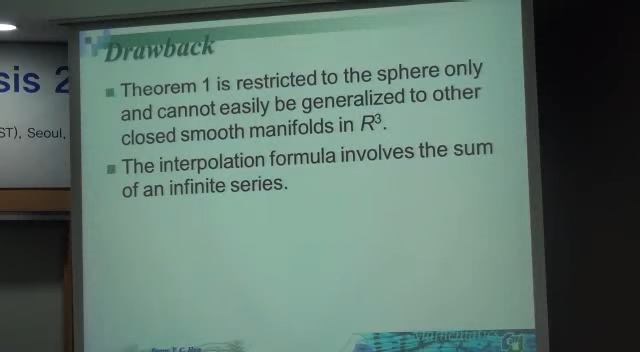 sis 2
ST), Seoul,
Drawback
Theorem 1 is restricted to the sphere only
and cannot easily be generalized to other
closed smooth manifolds in R³.
The interpolation formula involves the sum
of an infinite series.